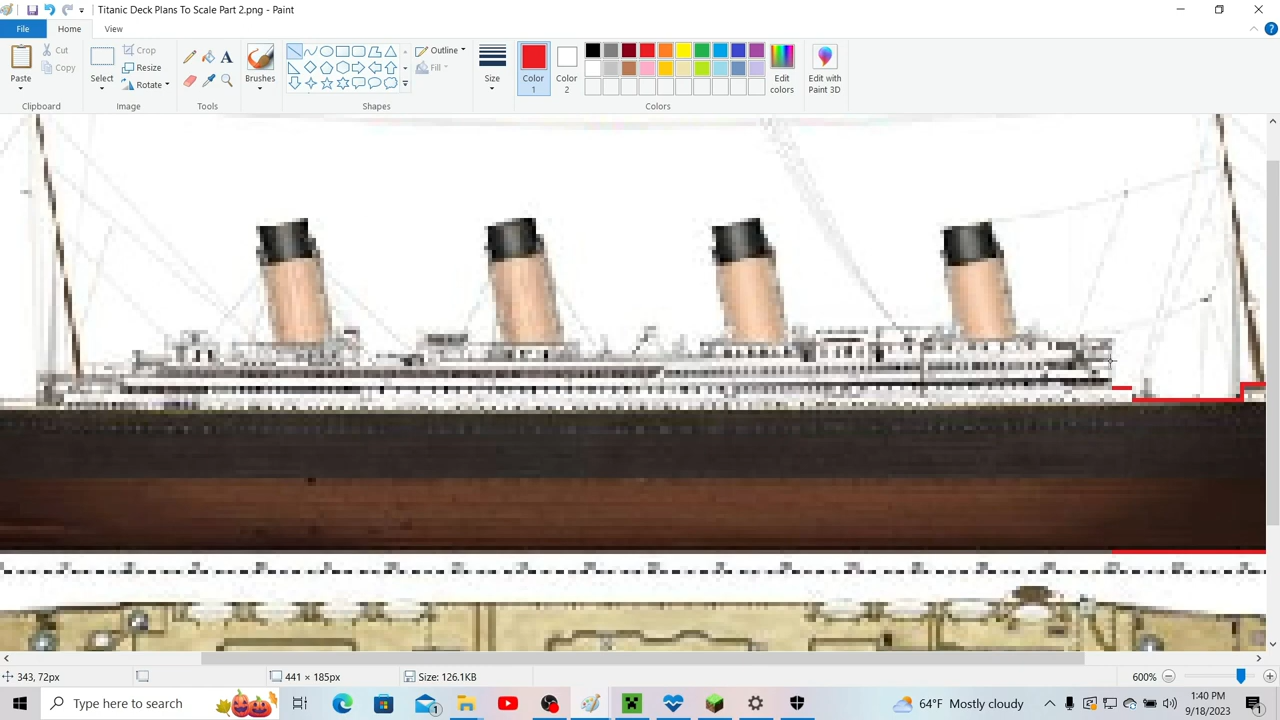 Titanic Deck Plans To Scale Part 2.png - Paint
File Home View
Paste
Cut
Copy
Clipboard
Select
Crop
Resize
Rotate
Image
A
Tools
Brushes
Shapes
Outline
Fill
Size
Color 1
Color 2
Edit colors
Colors
Edit with Paint 3D
343, 72px 441 × 185px Size: 126.1KB 600%
Type here to search
1
64°F Mostly cloudy
1:40 PM
9/18/2023
1